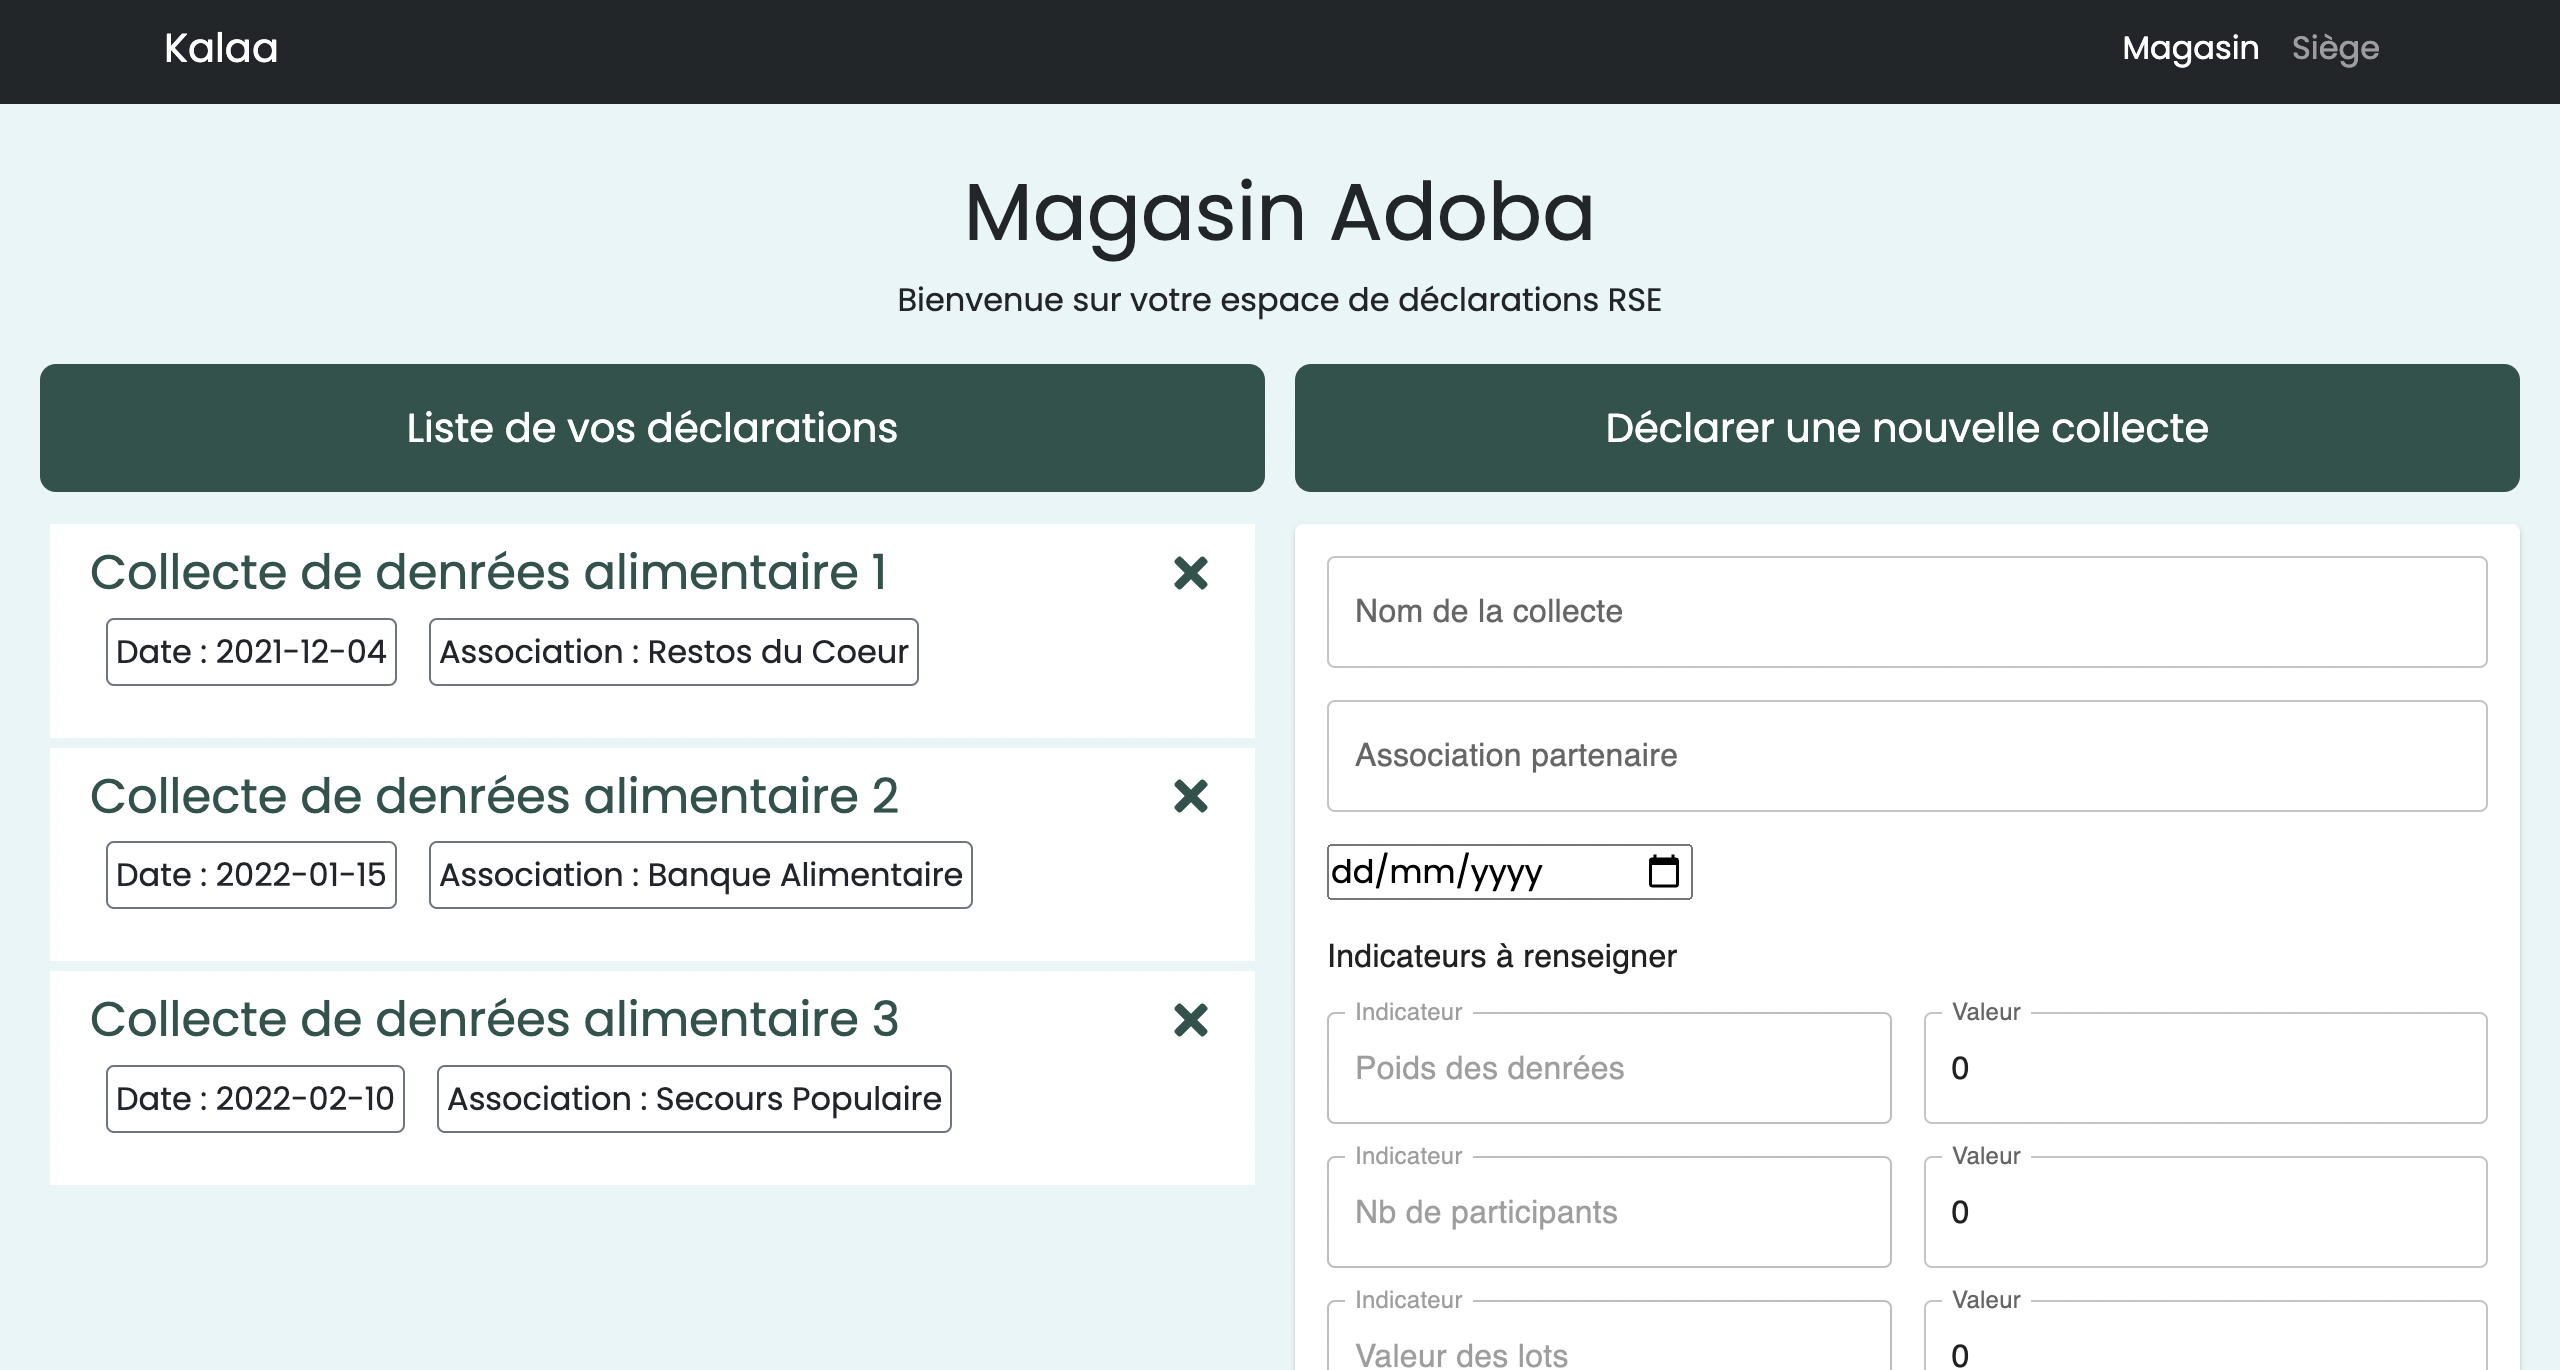 Kalaa
Magasin Siège
Magasin Adoba
Bienvenue sur votre espace de déclarations RSE
Liste de vos déclarations
Collecte de denrées alimentaire 1
Date : 2021-12-04 Association : Restos du Coeur
Collecte de denrées alimentaire 2
Date : 2022-01-15 Association : Banque Alimentaire
Collecte de denrées alimentaire 3
Date : 2022-02-10 Association : Secours Populaire
Déclarer une nouvelle collecte
Nom de la collecte
Association partenaire
dd/mm/yyyy
Indicateurs à renseigner
Indicateur Valeur
Poids des denrées 0
Indicateur Valeur
Nb de participants 0
Indicateur Valeur
Valeur des lots 0